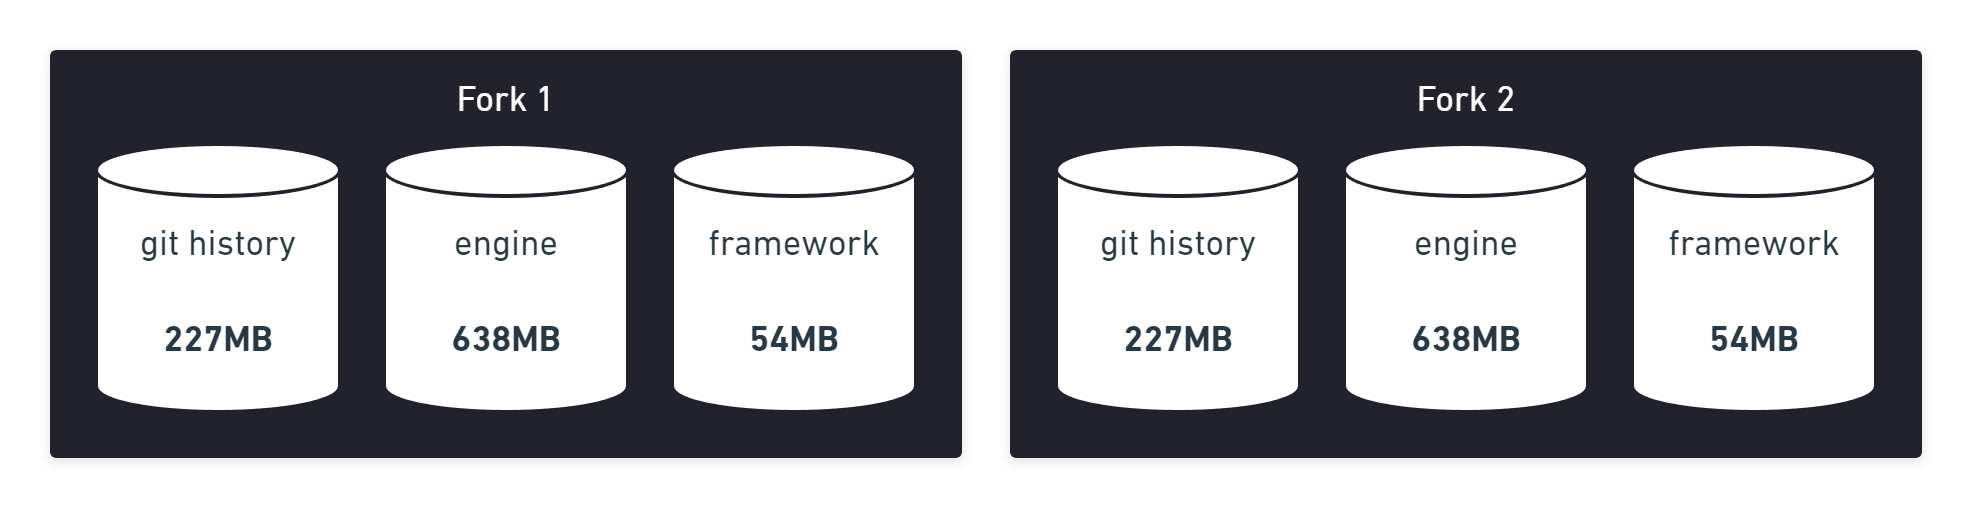 Fork 1
git history
engine
framework
227MB
638MB
54MB
Fork 2
git history
engine
framework
227MB
638MB
54MB